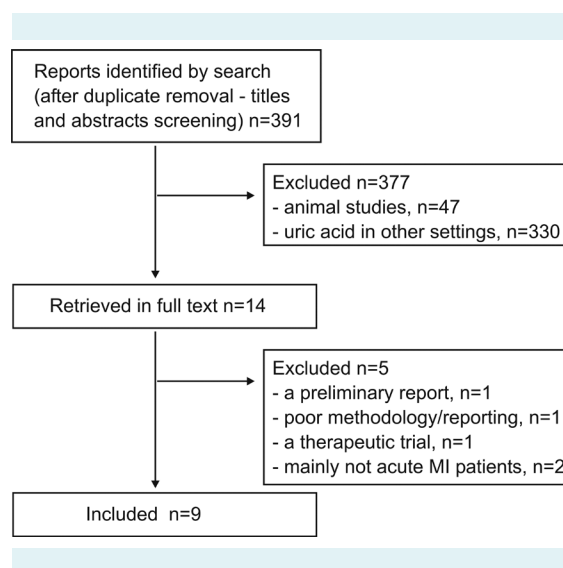 Reports identified by search
(after duplicate removal - titles
and abstracts screening) n=391
Excluded n=377
- animal studies, n=47
- uric acid in other settings, n=330
Retrieved in full text n=14
Excluded n=5
- a preliminary report, n=1
- poor methodology/reporting, n=1
- a therapeutic trial, n=1
- mainly not acute MI patients, n=2
Included n=9